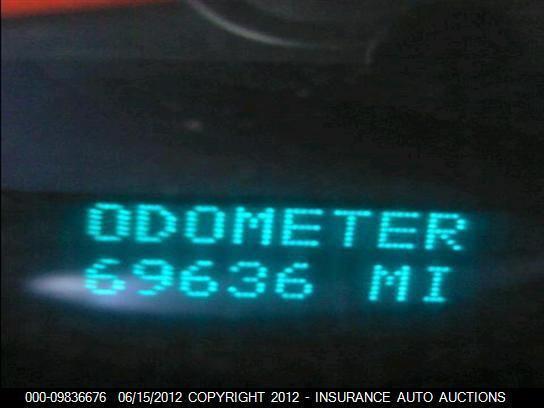 ODOMETER
69636 MI
000-09836676 06/15/2012 COPYRIGHT 2012 - INSURANCE AUTO AUCTIONS